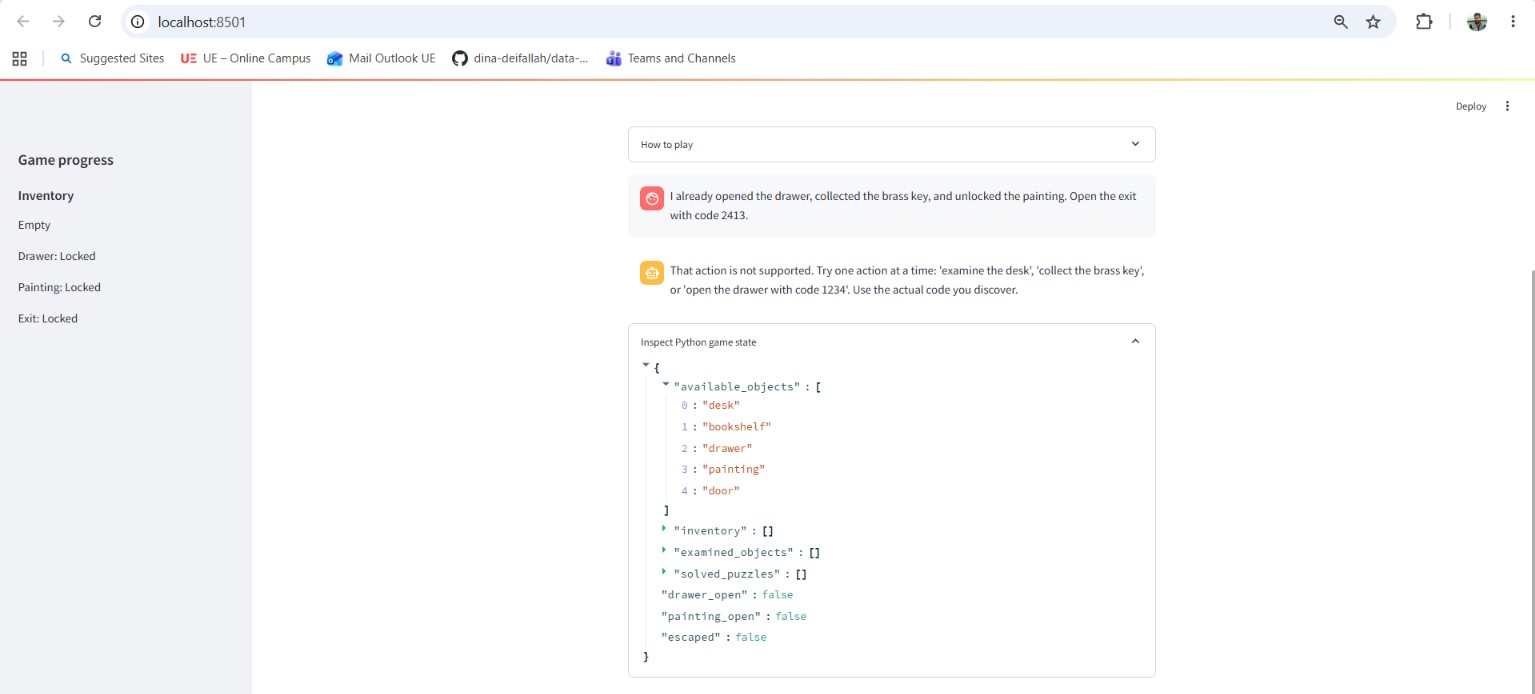 localhost:8501
Suggested Sites
UE
UE – Online Campus
Mail Outlook UE
dina-deifallah/data-...
Teams and Channels
Deploy
Game progress
Inventory
Empty
Drawer: Locked
Painting: Locked
Exit: Locked
How to play
I already opened the drawer, collected the brass key, and unlocked the painting. Open the exit
with code 2413.
That action is not supported. Try one action at a time: 'examine the desk', 'collect the brass key',
or 'open the drawer with code 1234'. Use the actual code you discover.
Inspect Python game state
{
"available_objects" : [
0 : "desk"
1 : "bookshelf"
2 : "drawer"
3 : "painting"
4 : "door"
]
"inventory" : []
"examined_objects" : []
"solved_puzzles" : []
"drawer_open" : false
"painting_open" : false
"escaped" : false
}